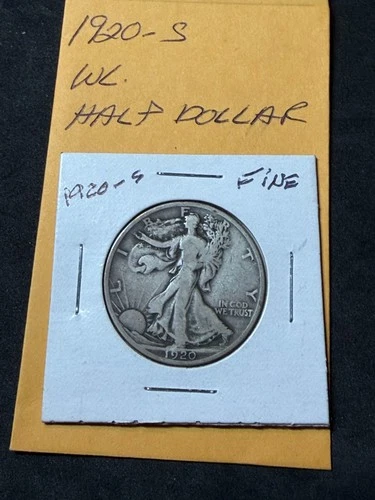 1920-S
WL.
HALF DOLLAR
1920-S FINE
LIBERTY
IN GOD
WE TRUST
1920